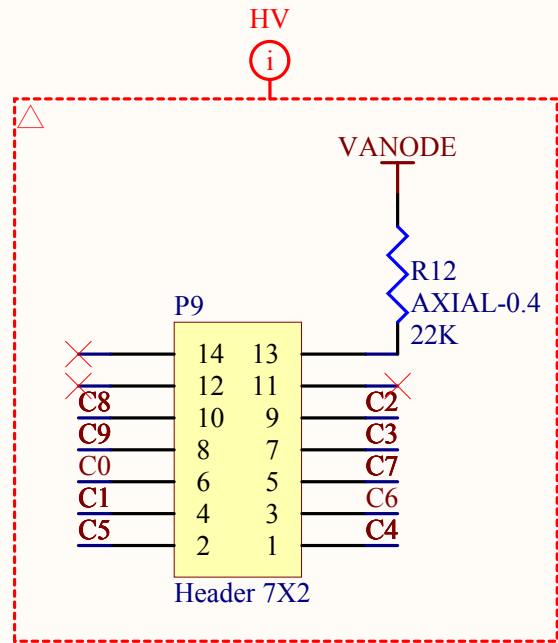 HV
i
VANODE
R12
AXIAL-0.4
22K
P9
14 13
12 11
C8 10 9 C2
C9 8 7 C3
C0 6 5 C7
C1 4 3 C6
C5 2 1 C4
Header 7X2